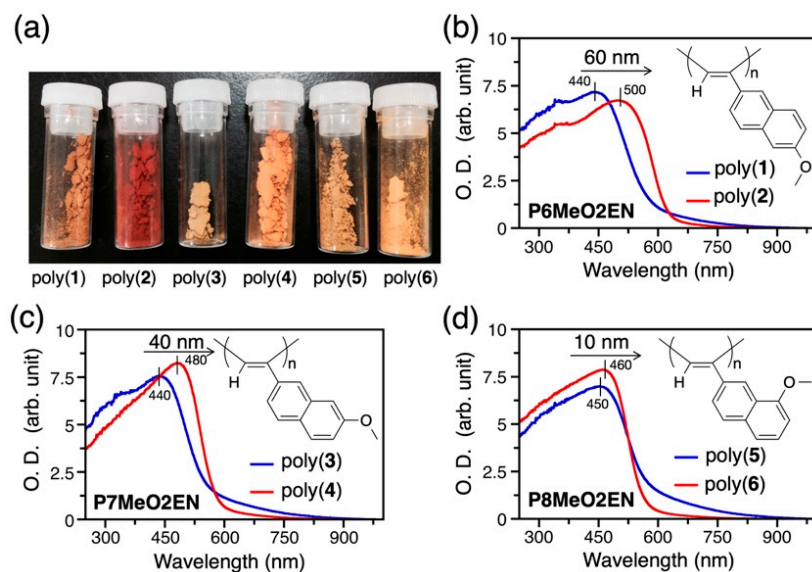 (a)
poly(1) poly(2) poly(3) poly(4) poly(5) poly(6)
(b)
O. D. (arb. unit)
10
7.5
5
2.5
0
60 nm
440
500
H
n
O
poly(1)
poly(2)
P6MeO2EN
300 450 600 750 900
Wavelength (nm)
(c)
O. D. (arb. unit)
10
7.5
5
2.5
0
40 nm
480
440
H
n
O
poly(3)
poly(4)
P7MeO2EN
300 450 600 750 900
Wavelength (nm)
(d)
O. D. (arb. unit)
10
7.5
5
2.5
0
10 nm
460
450
H
n
O
poly(5)
poly(6)
P8MeO2EN
300 450 600 750 900
Wavelength (nm)